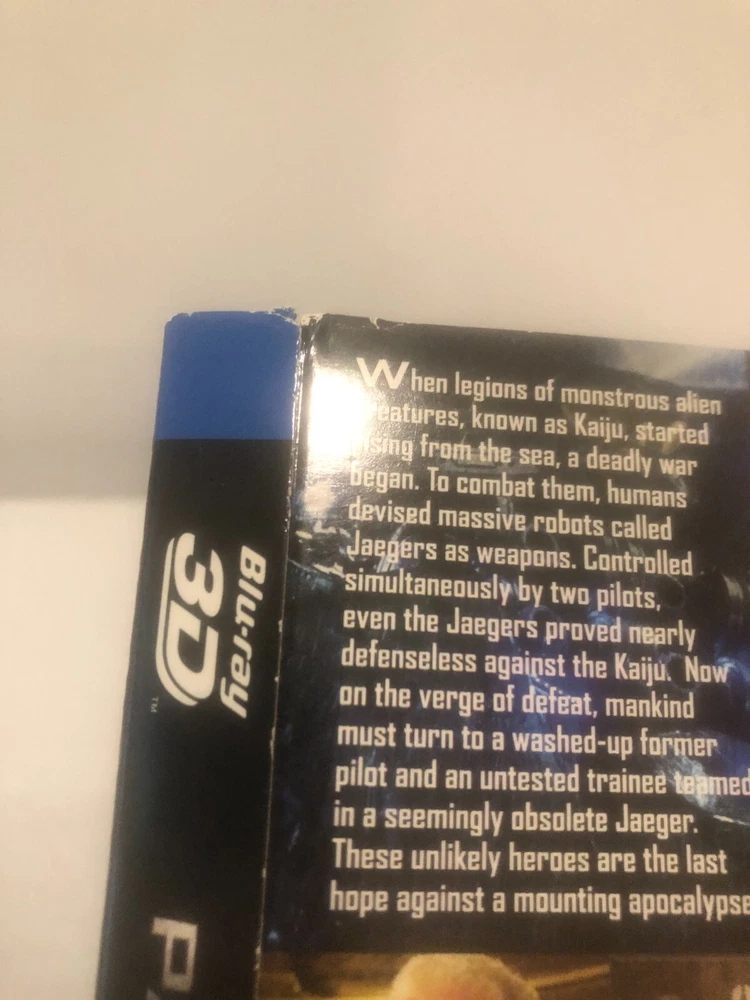 When legions of monstrous alien
creatures, known as Kaiju, started
rising from the sea, a deadly war
began. To combat them, humans
devised massive robots called
Jaegers as weapons. Controlled
simultaneously by two pilots,
even the Jaegers proved nearly
defenseless against the Kaiju. Now
on the verge of defeat, mankind
must turn to a washed-up former
pilot and an untested trainee teamed
in a seemingly obsolete Jaeger.
These unlikely heroes are the last
hope against a mounting apocalypse
Blu-ray
3D
TM
PA